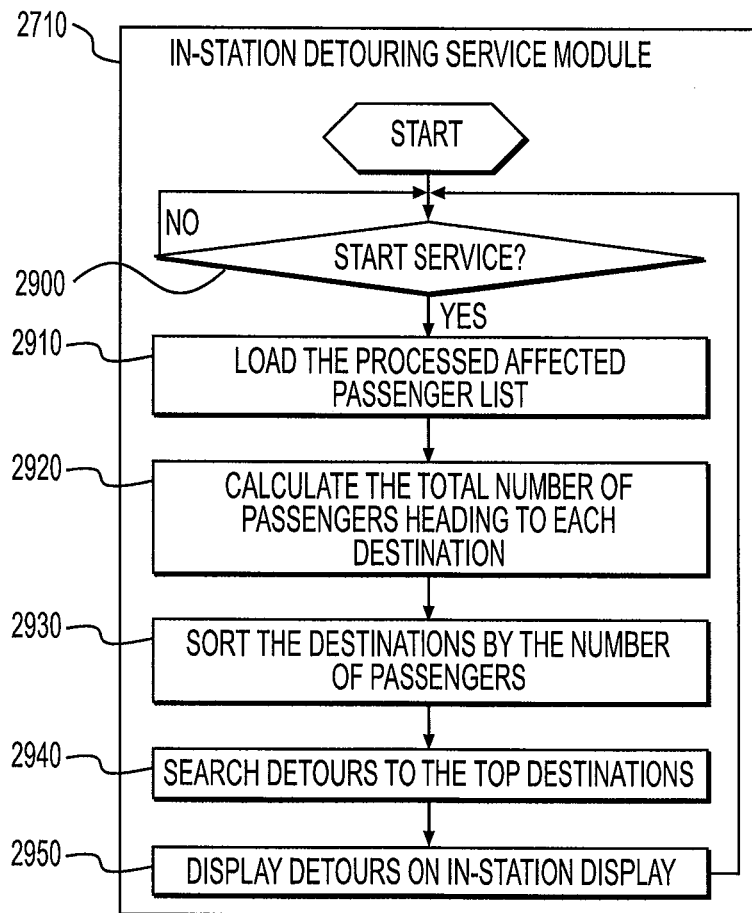 2710
IN-STATION DETOURING SERVICE MODULE
START
NO
START SERVICE?
2900
YES
2910
LOAD THE PROCESSED AFFECTED
PASSENGER LIST
2920
CALCULATE THE TOTAL NUMBER OF
PASSENGERS HEADING TO EACH
DESTINATION
2930
SORT THE DESTINATIONS BY THE NUMBER
OF PASSENGERS
2940
SEARCH DETOURS TO THE TOP DESTINATIONS
2950
DISPLAY DETOURS ON IN-STATION DISPLAY